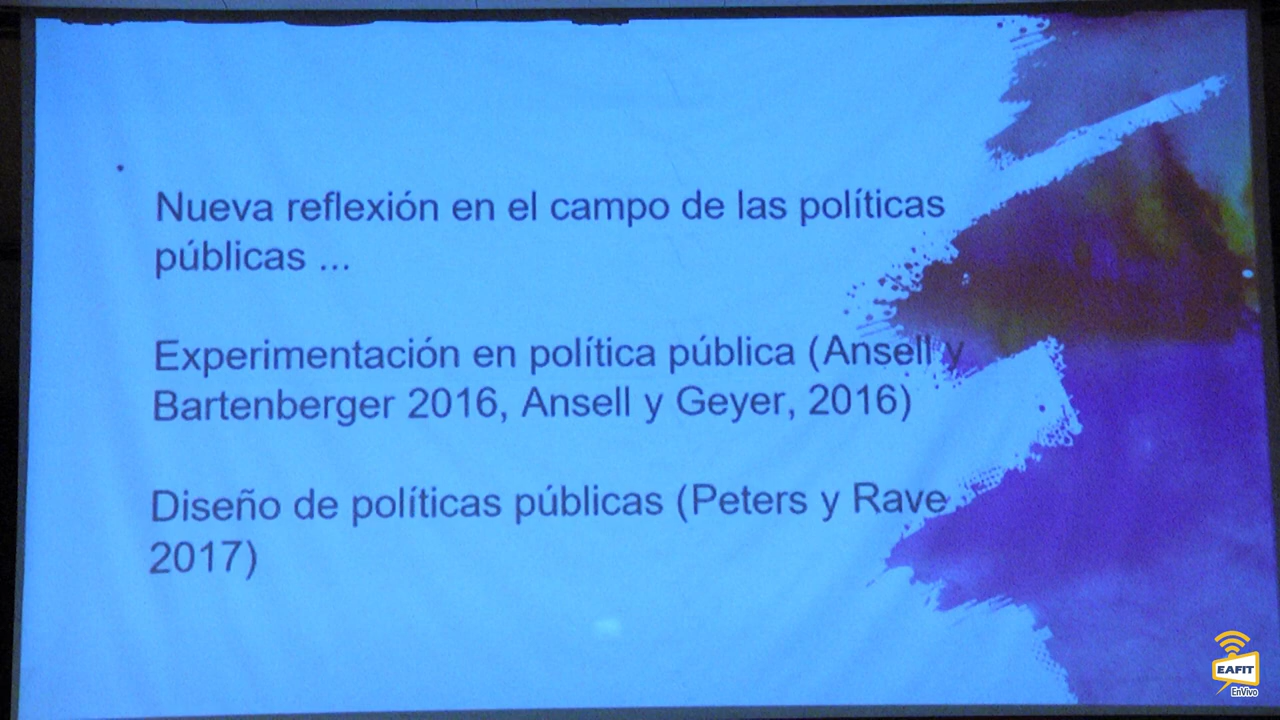 Nueva reflexión en el campo de las políticas
públicas ...
Experimentación en política pública (Ansell y
Bartenberger 2016, Ansell y Geyer, 2016)
Diseño de políticas públicas (Peters y Rave
2017)
EAFIT
EnVivo